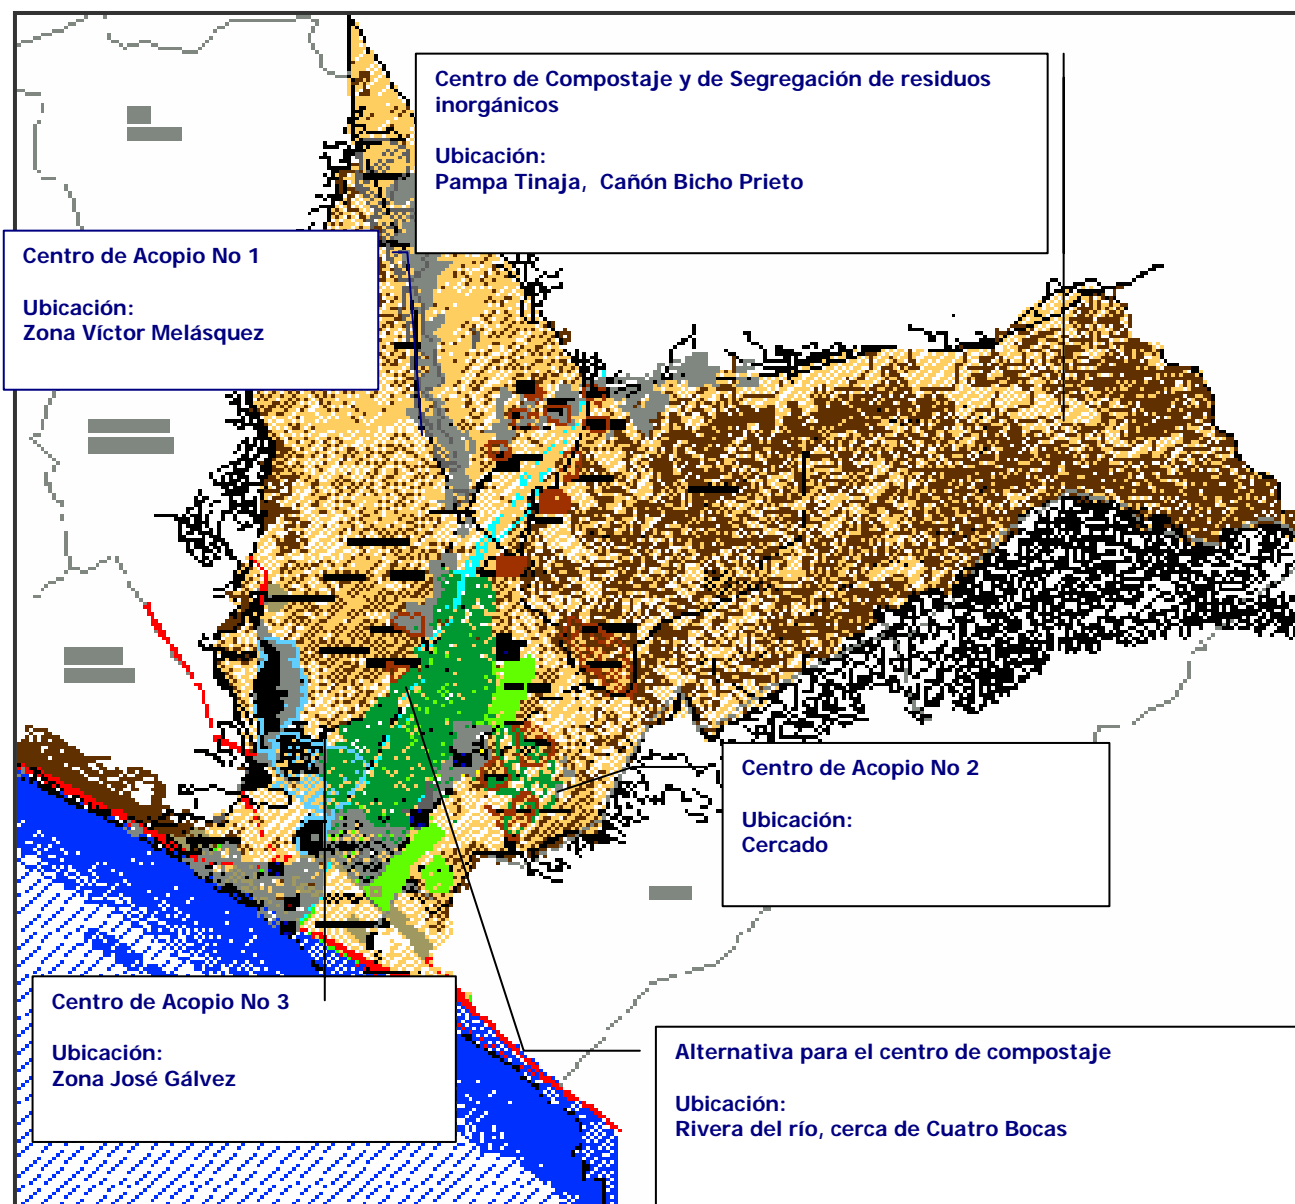 Centro de Compostaje y de Segregación de residuos
inorgánicos
Ubicación:
Pampa Tinaja, Cañón Bicho Prieto
Centro de Acopio No 1
Ubicación:
Zona Víctor Melásquez
Centro de Acopio No 2
Ubicación:
Cercado
Centro de Acopio No 3
Ubicación:
Zona José Gálvez
Alternativa para el centro de compostaje
Ubicación:
Rivera del río, cerca de Cuatro Bocas